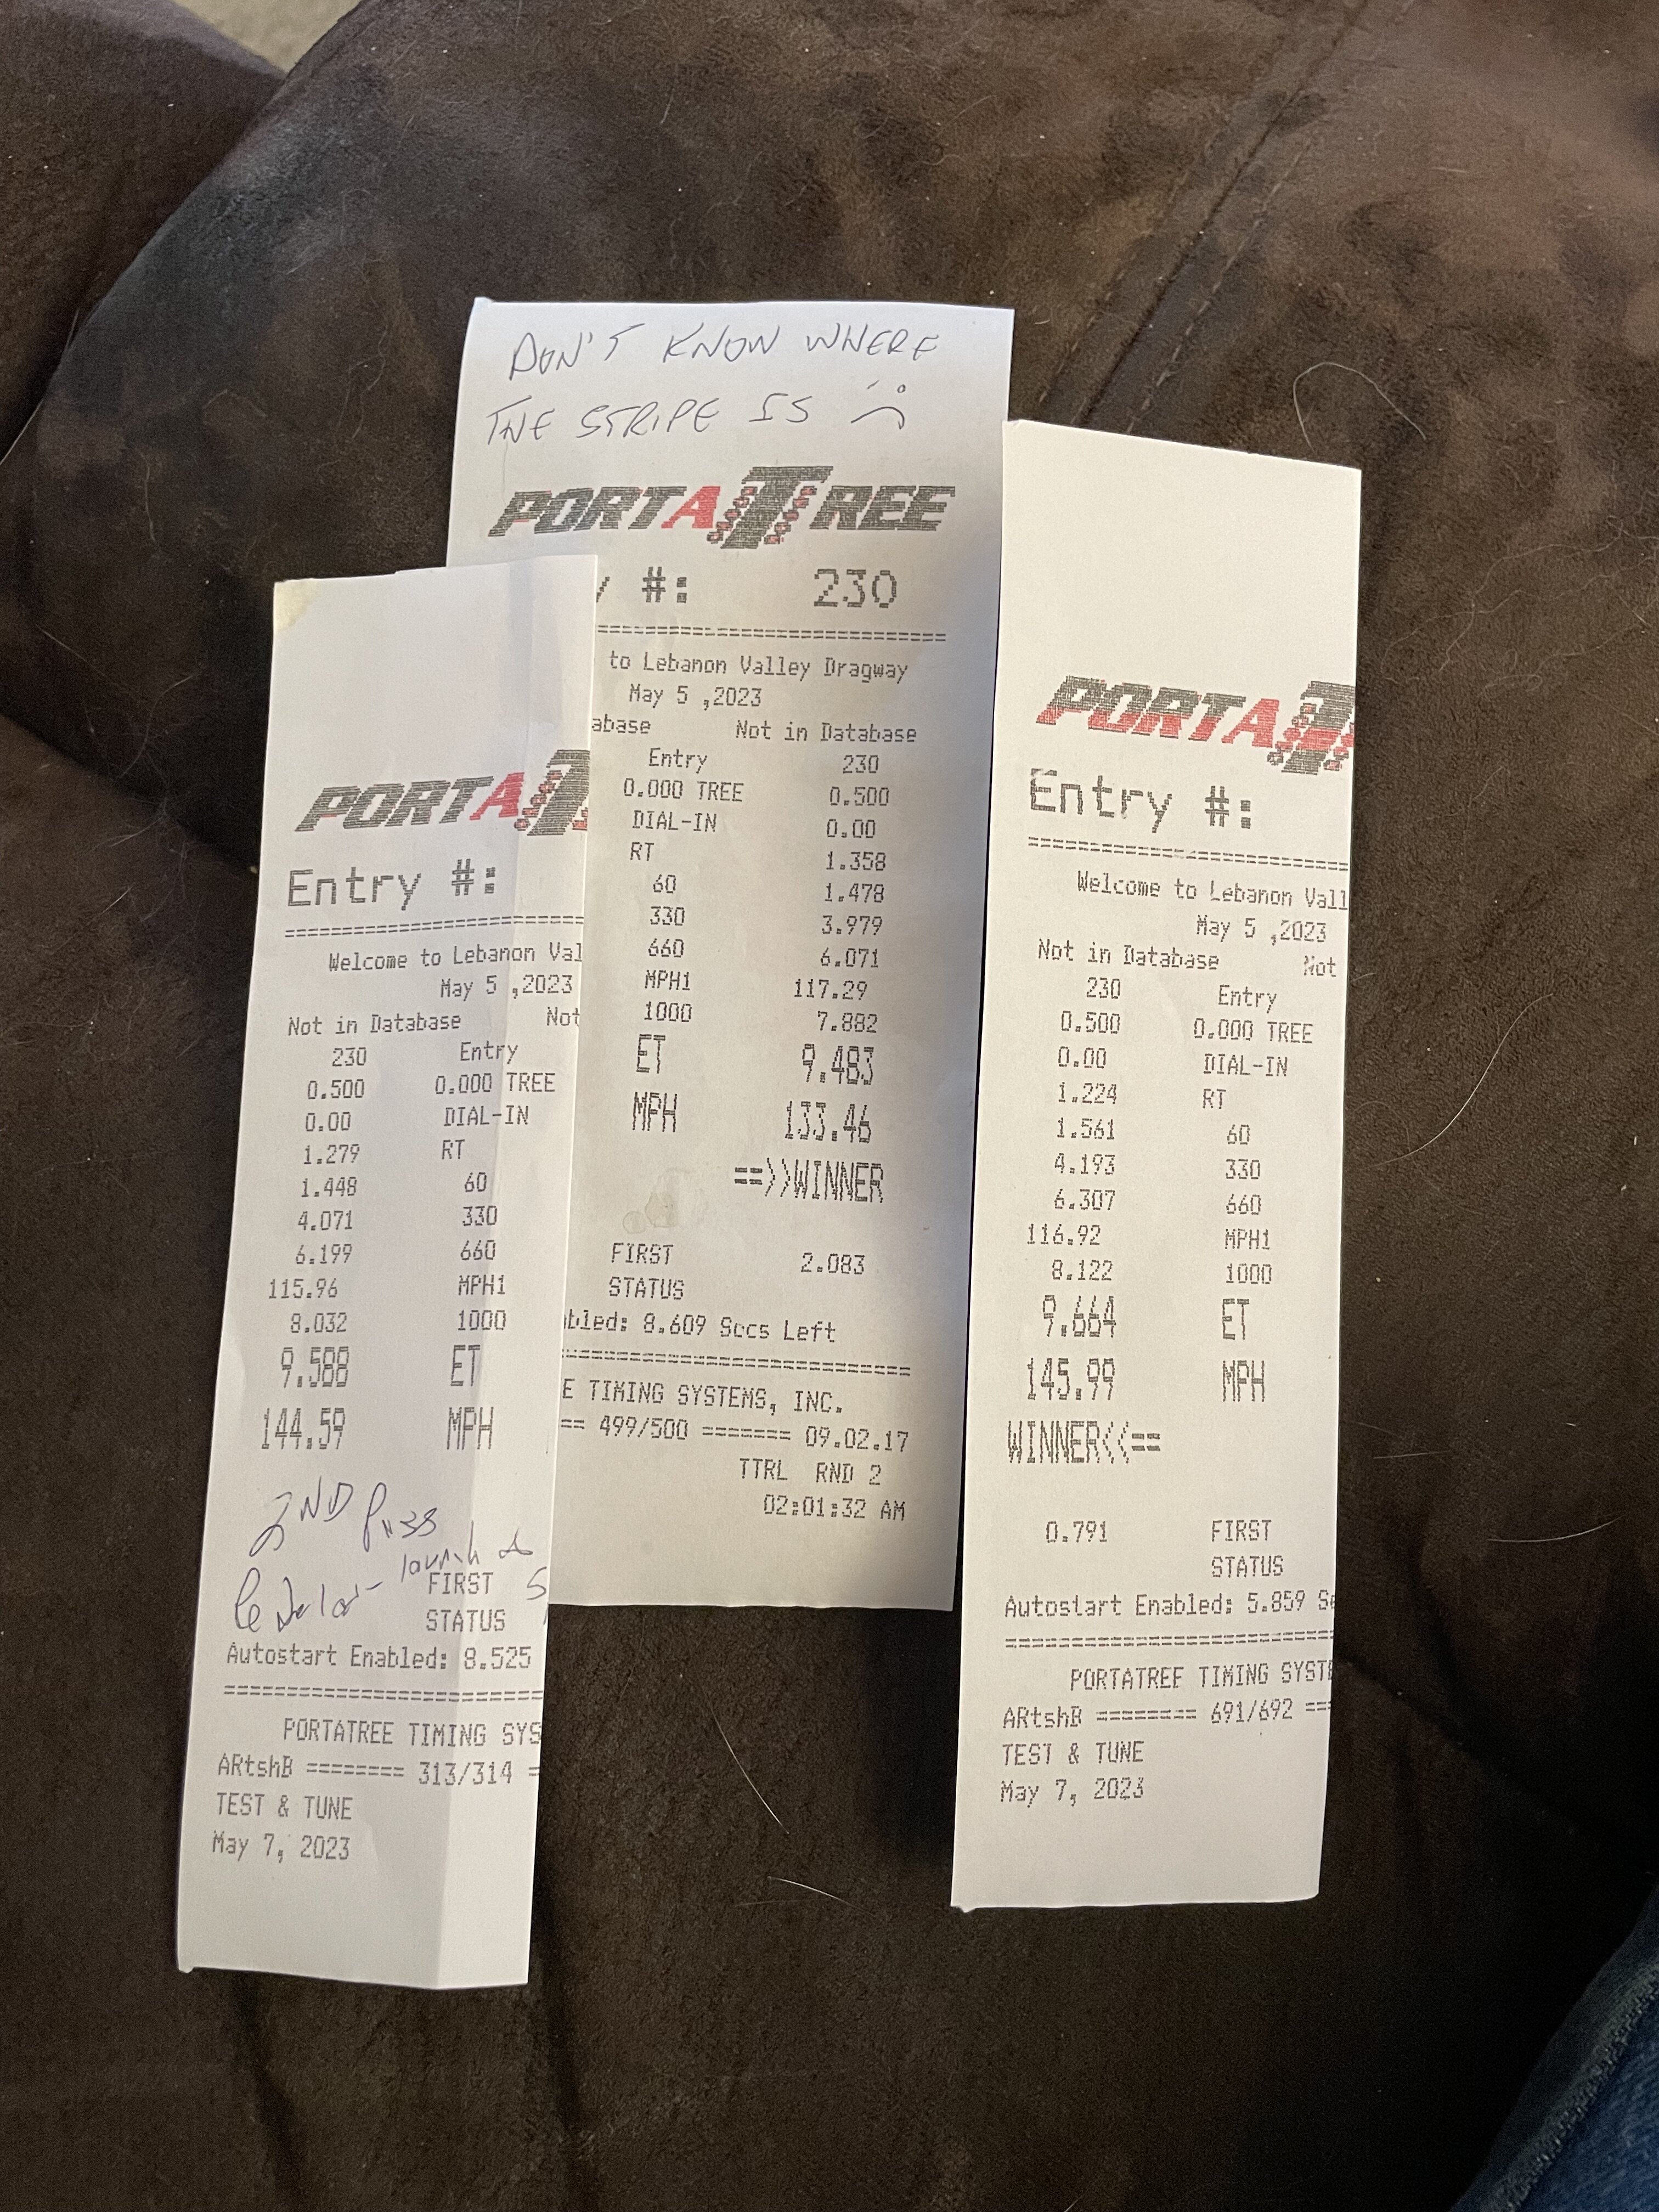 DON'T KNOW WHERE
THE STRIPE IS
PORTATREE
#: 230
to Lebanon Valley Dragway
May 5 ,2023
abase Not in Database
Entry 230
0.000 TREE 0.500
DIAL-IN 0.00
RT 1.358
60 1.478
330 3.979
660 6.071
MPH1 117.29
1000 7.882
ET 9.483
MPH 133.46
==>>WINNER
FIRST 2.083
STATUS
bled: 8.609 Secs Left
==============================
E TIMING SYSTEMS, INC.
== 499/500 ======= 09.02.17
TTRL RND 2
02:01:32 AM
PORTAT
Entry #:
Welcome to Lebanon Val
May 5 ,2023
Not in Database Not
230 Entry
0.500 0.000 TREE
0.00 DIAL-IN
1.279 RT
1.448 60
4.071 330
6.199 660
115.96 MPH1
8.032 1000
9.588 ET
144.59 MPH
2ND Pass
launch
FIRST
STATUS
Autostart Enabled: 8.525
PORTATREE TIMING SYS
ARtshB ======== 313/314 =
TEST & TUNE
May 7, 2023
PORTAT
Entry #:
Welcome to Lebanon Vall
May 5 ,2023
Not in Database Not
230 Entry
0.500 0.000 TREE
0.00 DIAL-IN
1.224 RT
1.561 60
4.193 330
6.307 660
116.92 MPH1
8.122 1000
9.664 ET
145.99 MPH
WINNER<<==
0.791 FIRST
STATUS
Autostart Enabled: 5.859 Se
PORTATREE TIMING SYSTE
ARtshB ======== 691/692 ==
TEST & TUNE
May 7, 2023